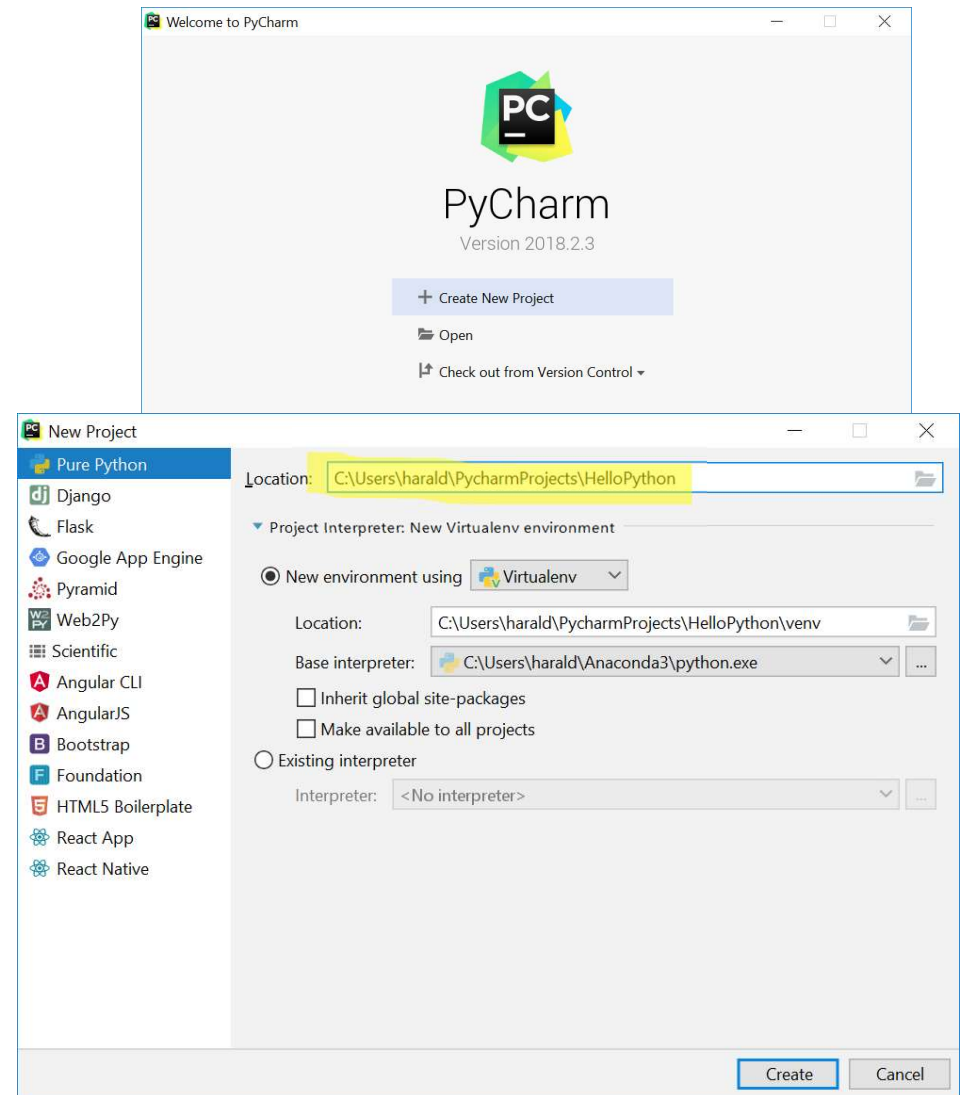 Welcome to PyCharm
PC
PyCharm
Version 2018.2.3
Create New Project
Open
Check out from Version Control
New Project
Pure Python
Django
Flask
Google App Engine
Pyramid
Web2Py
Scientific
Angular CLI
AngularJS
Bootstrap
Foundation
HTML5 Boilerplate
React App
React Native
Location: C:\Users\harald\PycharmProjects\HelloPython
Project Interpreter: New Virtualenv environment
New environment using Virtualenv
Location: C:\Users\harald\PycharmProjects\HelloPython\venv
Base interpreter: C:\Users\harald\Anaconda3\python.exe ...
Inherit global site-packages
Make available to all projects
Existing interpreter
Interpreter: <No interpreter> ...
Create Cancel